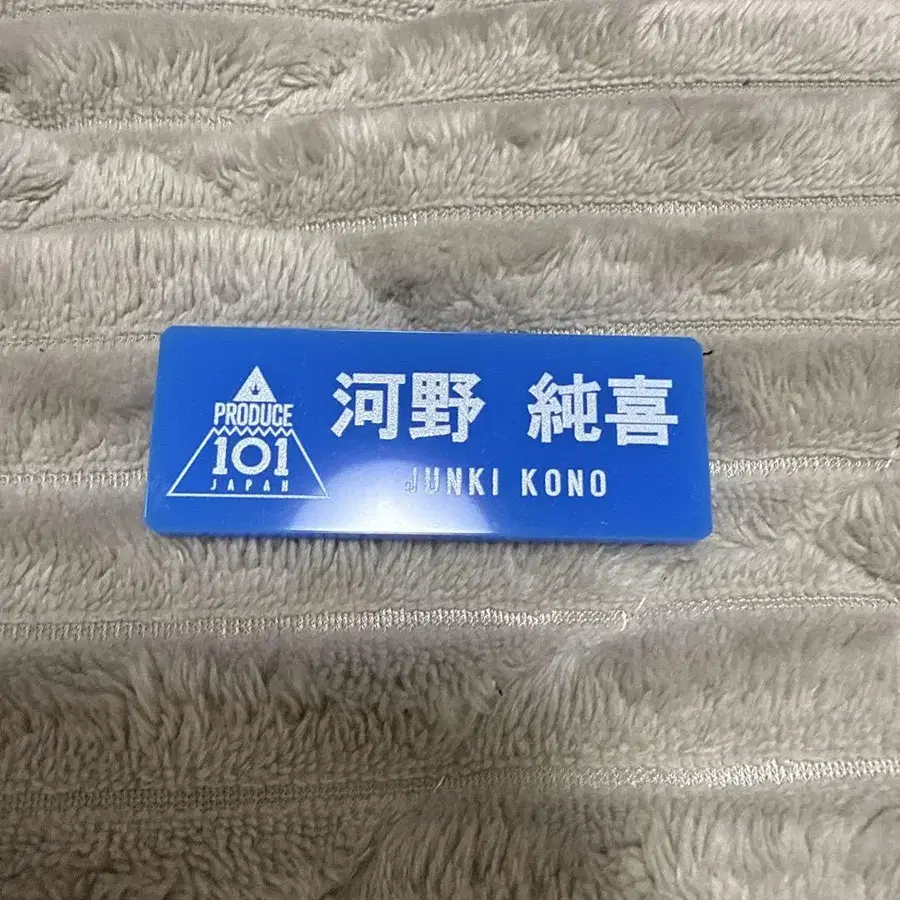 PRODUCE
101
JAPAN
河野 純喜
JUNKI KONO